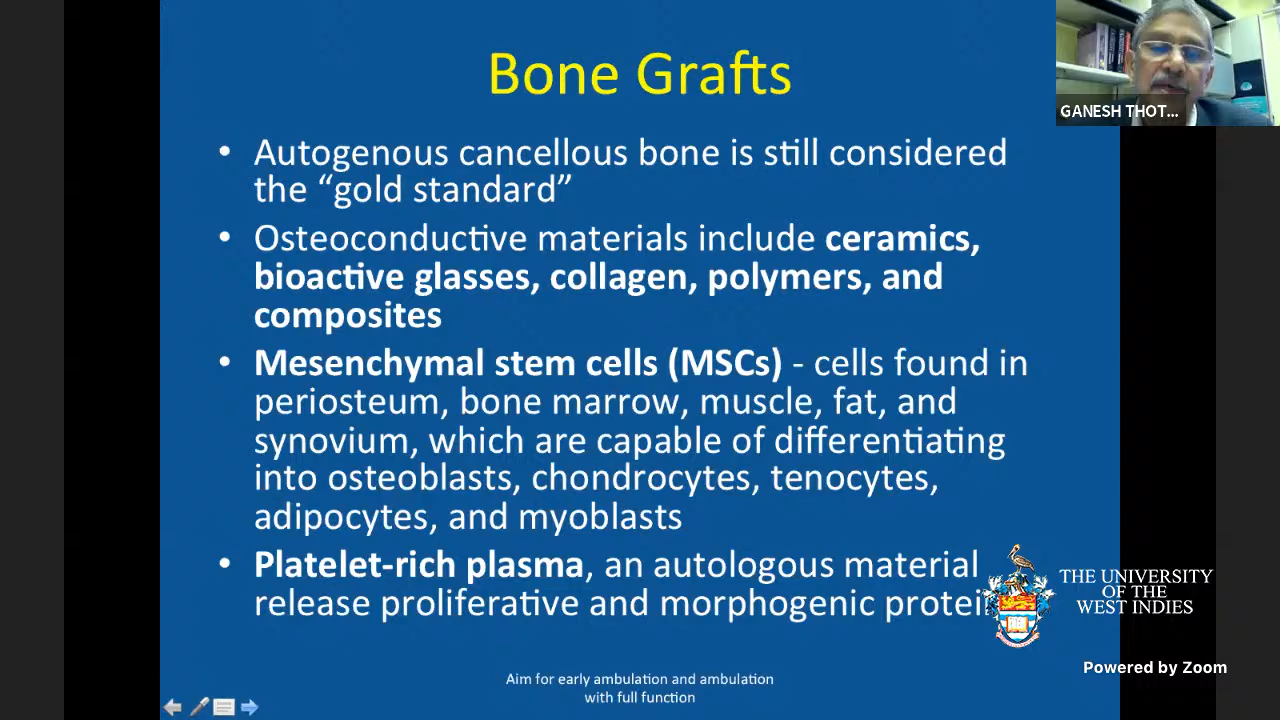 Bone Grafts
GANESH THOT...
• Autogenous cancellous bone is still considered
the “gold standard”
• Osteoconductive materials include ceramics,
bioactive glasses, collagen, polymers, and
composites
• Mesenchymal stem cells (MSCs) - cells found in
periosteum, bone marrow, muscle, fat, and
synovium, which are capable of differentiating
into osteoblasts, chondrocytes, tenocytes,
adipocytes, and myoblasts
• Platelet-rich plasma, an autologous material
release proliferative and morphogenic
THE UNIVERSITY
OF THE
WEST INDIES
Powered by Zoom
Aim for early ambulation and ambulation
with full function